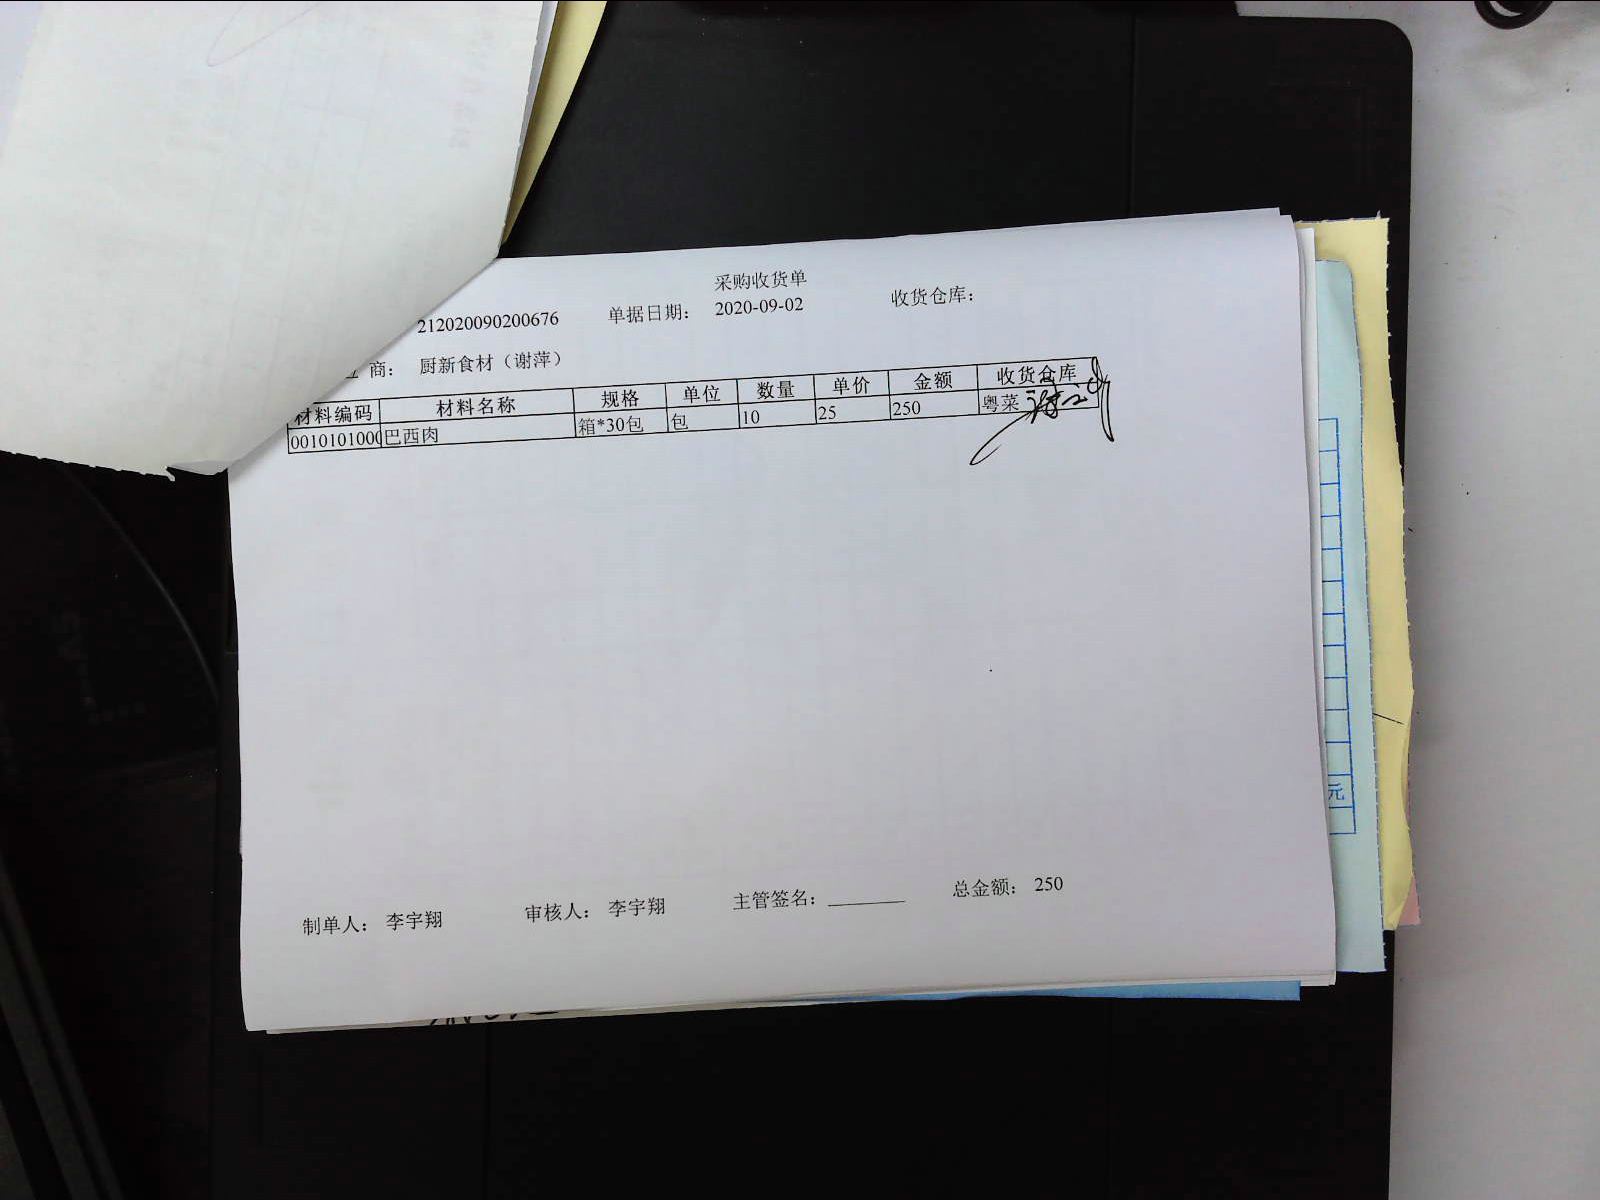 采购收货单
212020090200676 单据日期： 2020-09-02 收货仓库：
商： 厨新食材（谢萍）
材料编码 材料名称 规格 单位 数量 单价 金额 收货仓库
0010101000 巴西肉 箱*30包 包 10 25 250 粤菜
元
制单人： 李宇翔 审核人： 李宇翔 主管签名： 总金额： 250